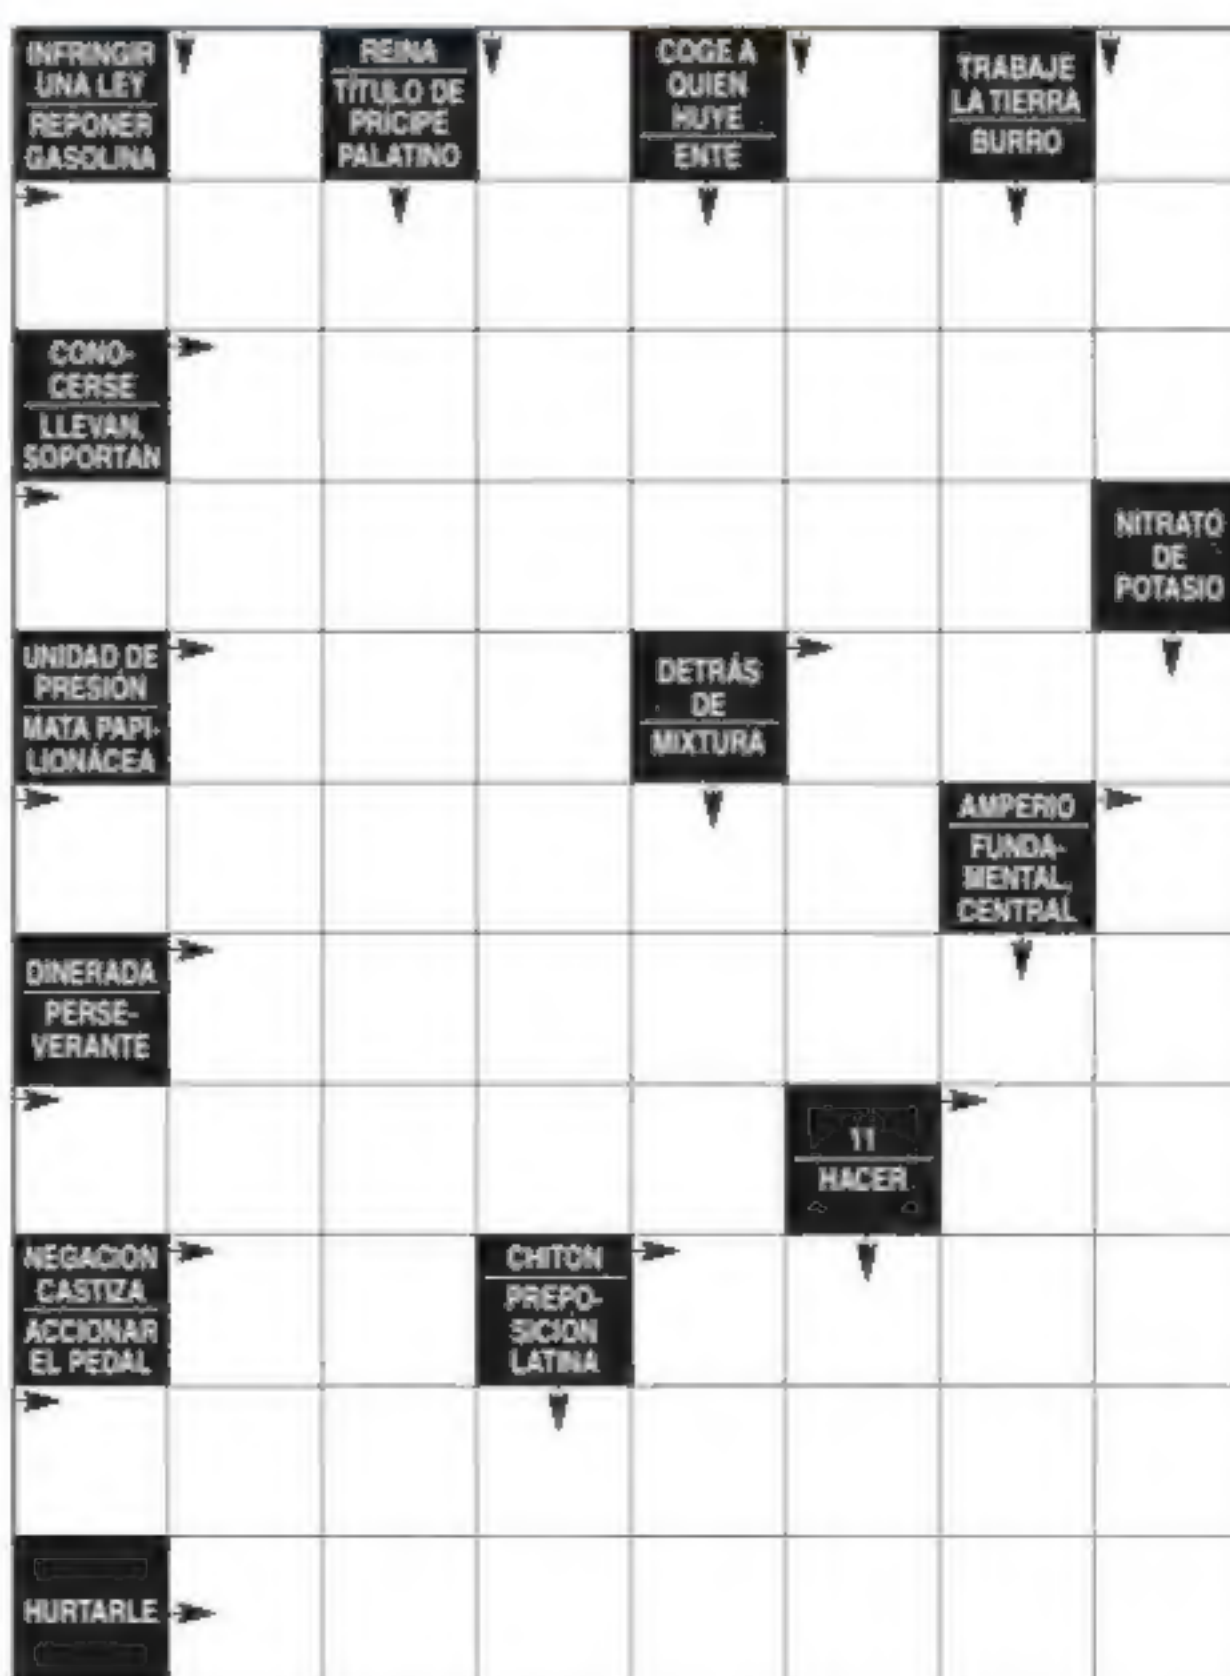 INFRINGIR
UNA LEY
REPONER
GASOLINA
REINA
TÍTULO DE
PRÍCIPE
PALATINO
COGE A
QUIEN
HUYE
ENTE
TRABAJE
LA TIERRA
BURRO
CONO-
CERSE
LLEVAN,
SOPORTAN
NITRATO
DE
POTASIO
UNIDAD DE
PRESIÓN
MATA PAPI-
LIONÁCEA
DETRÁS
DE
MIXTURA
AMPERIO
FUNDA-
MENTAL,
CENTRAL
DINERADA
PERSE-
VERANTE
11
HACER
NEGACIÓN
CASTIZA
ACCIONAR
EL PEDAL
CHITÓN
PREPO-
SICIÓN
LATINA
HURTARLE